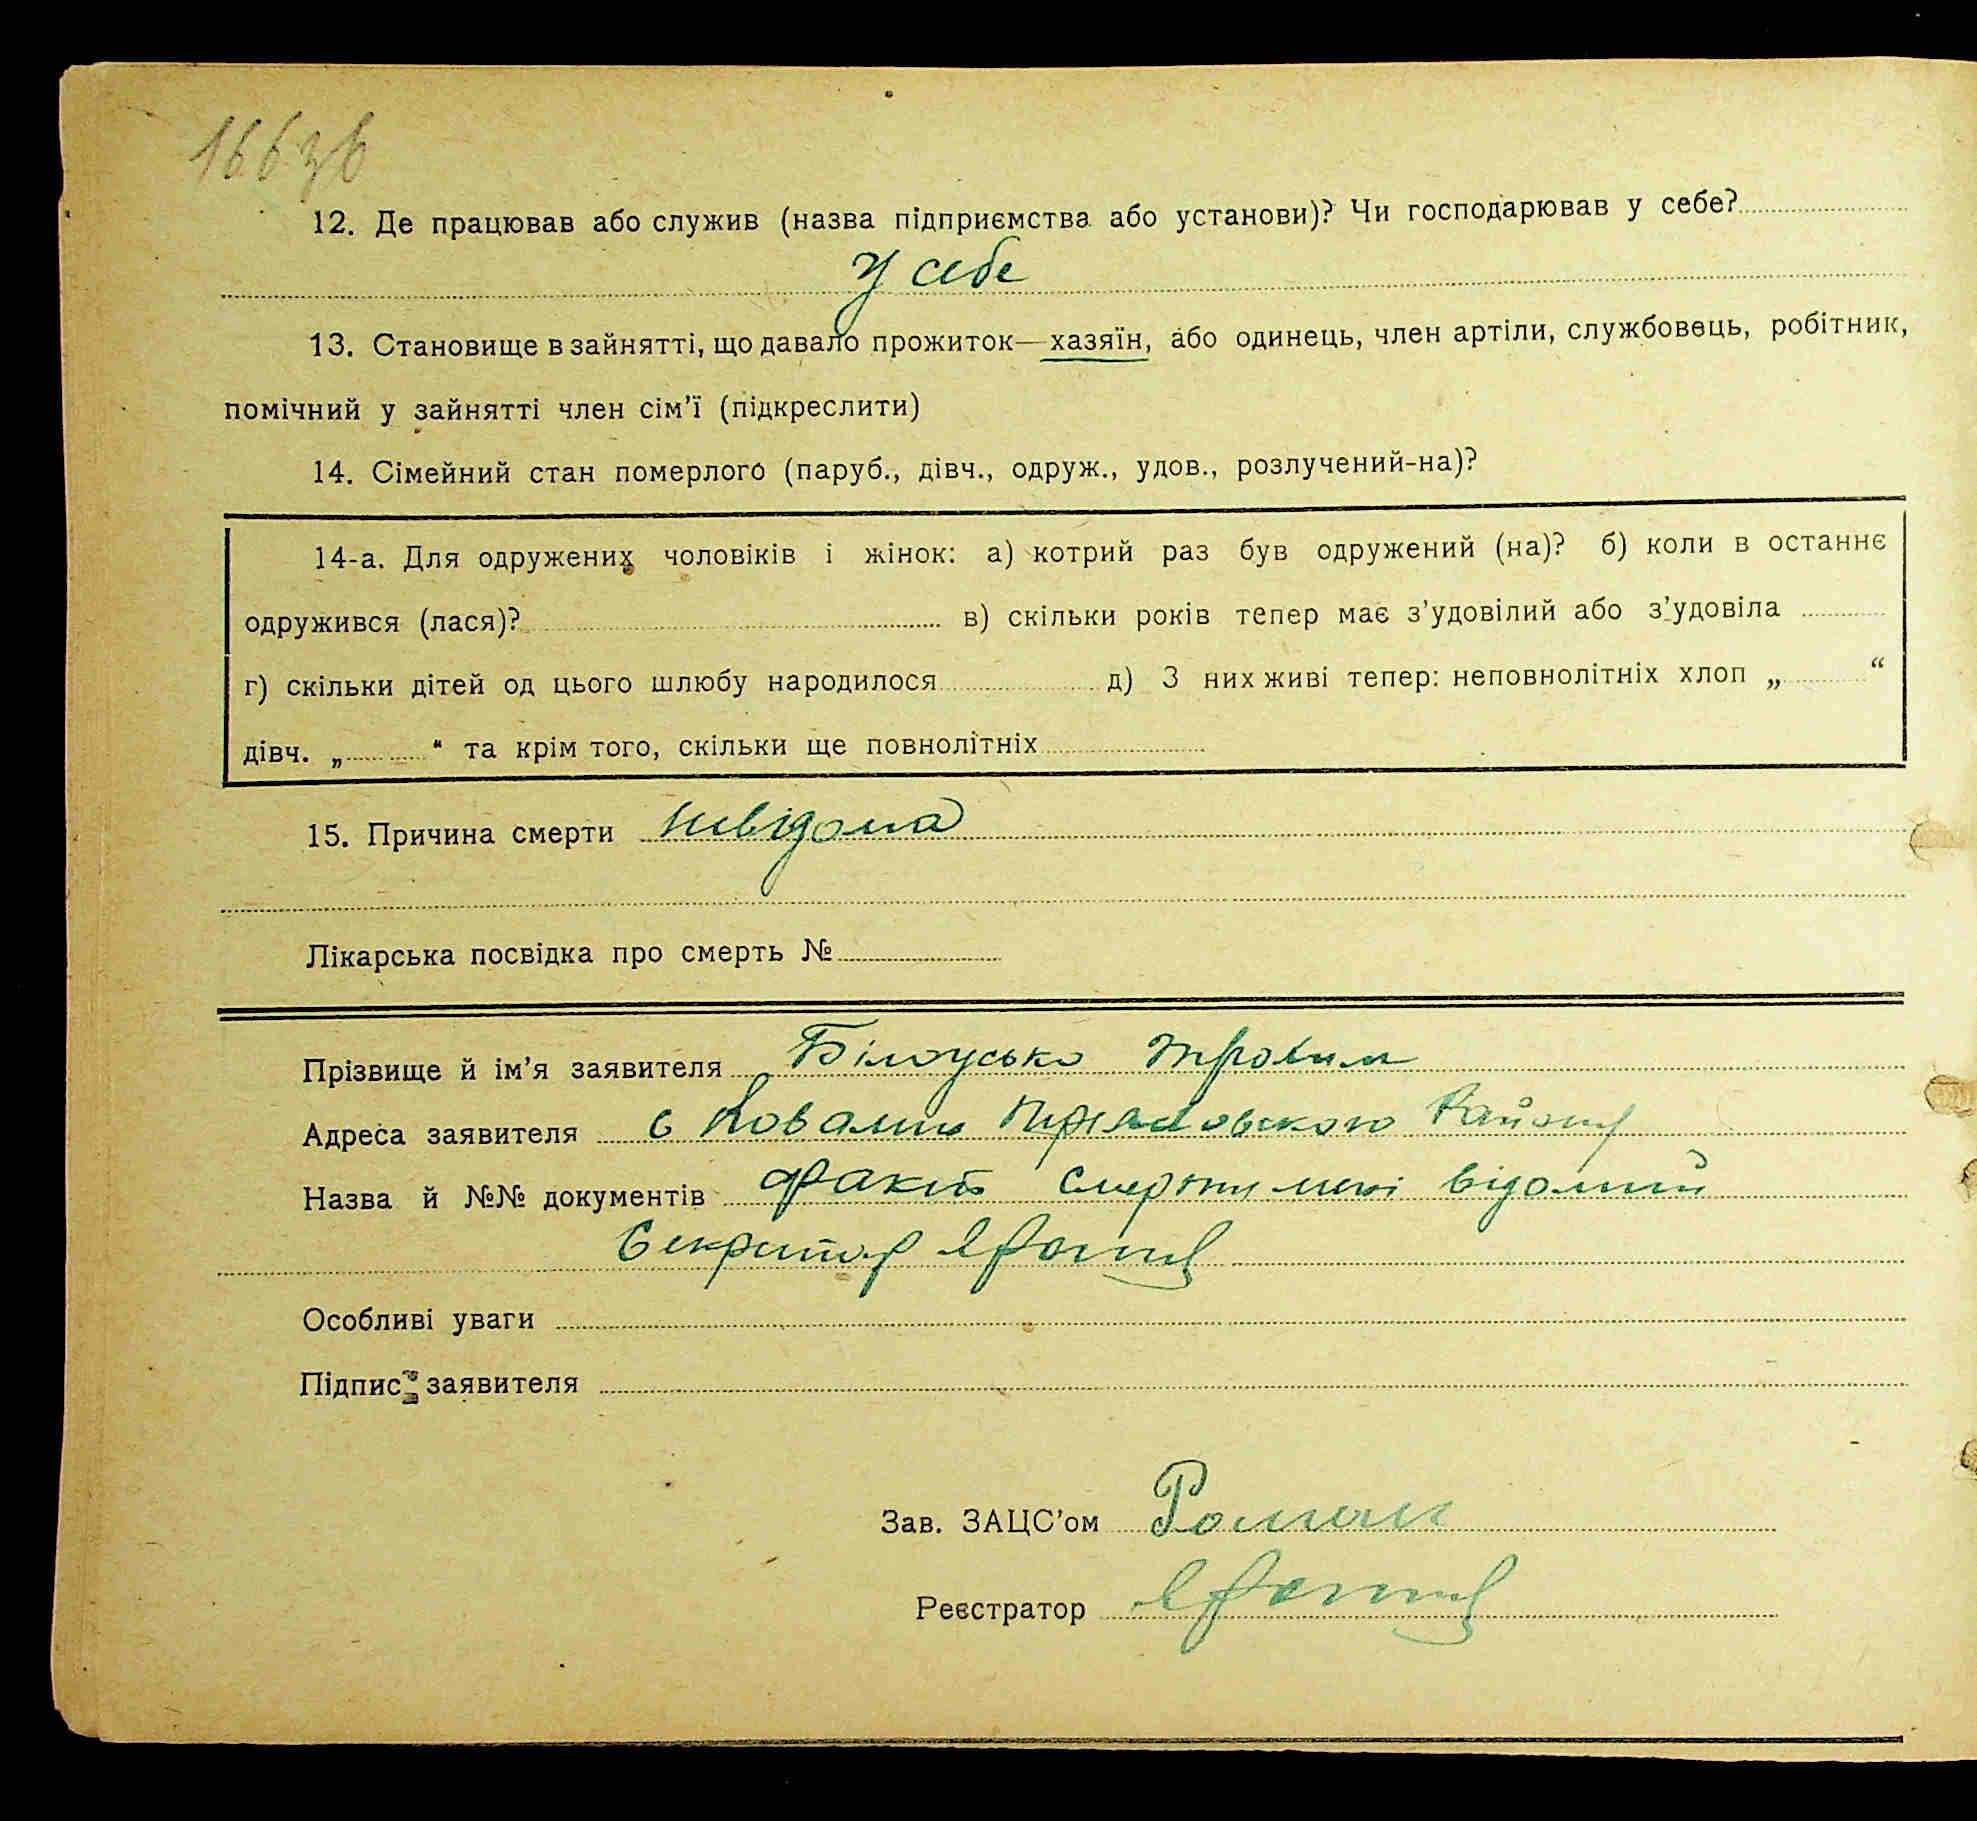 12. Де працював або служив (назва підприємства або установи)? Чи господарював у себе?
У себе
13. Становище в зайнятті, що давало прожиток—хазяїн, або одинець, член артіли, службовець, робітник,
помічний у зайнятті член сім’ї (підкреслити)
14. Сімейний стан померлого (паруб., дівч., одруж., удов., розлучений-на)?
14-а. Для одружених чоловіків і жінок: а) котрий раз був одружений (на)? б) коли в останнє
одружився (лася)? в) скільки років тепер має з’удовілий або з’удовіла
г) скільки дітей од цього шлюбу народилося д) З них живі тепер: неповнолітніх хлоп „ “
дівч. „ “ та крім того, скільки ще повнолітніх
15. Причина смерти невідома
Лікарська посвідка про смерть №
Прізвище й ім’я заявителя Білоусько Трохим
Адреса заявителя с Ковалин Району
Назва й №№ документів Факт смерти мені відомий
Секритар
Особливі уваги
Підпис заявителя
Зав. ЗАЦС’ом Роман
Реєстратор